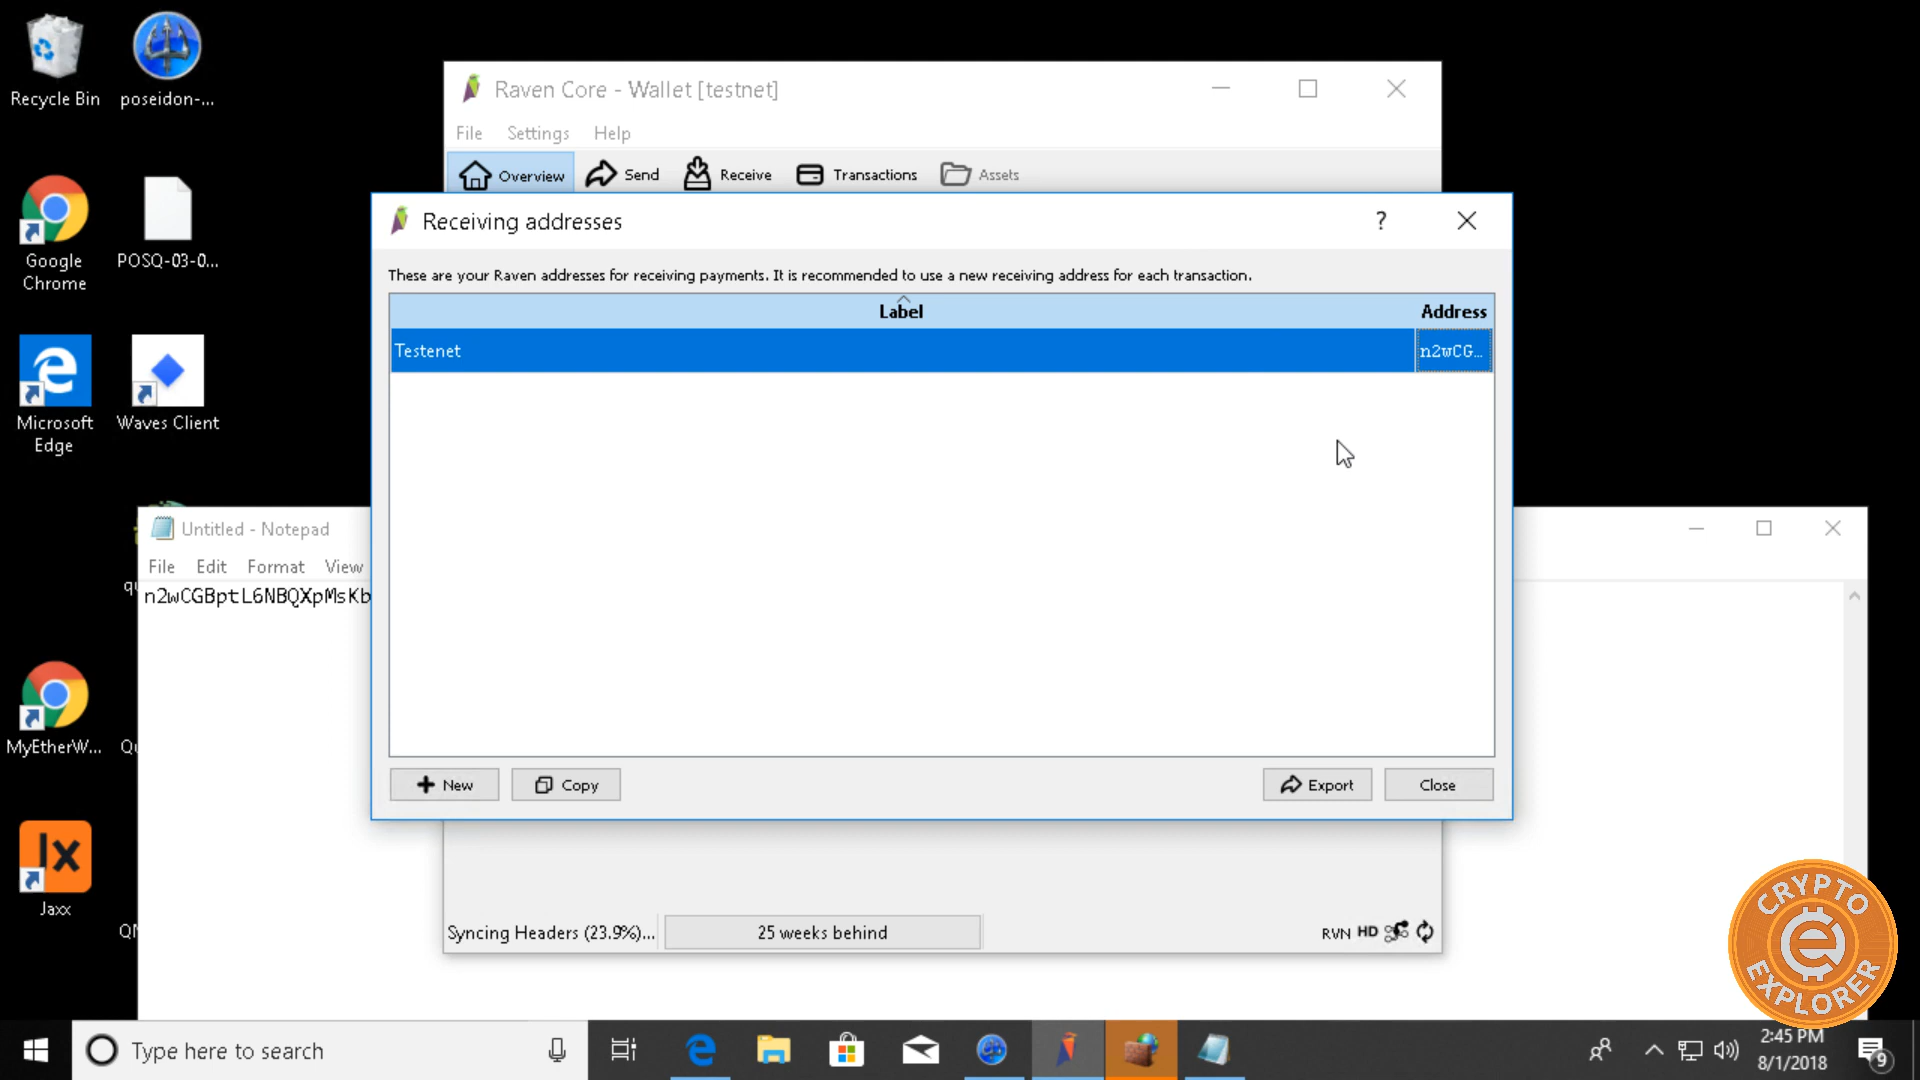 Recycle Bin
poseidon-...
Google Chrome
POSQ-03-0...
Microsoft Edge
Waves Client
MyEtherW...
Jaxx
Raven Core - Wallet [testnet]
File Settings Help
Overview Send Receive Transactions Assets
Receiving addresses
?
These are your Raven addresses for receiving payments. It is recommended to use a new receiving address for each transaction.
Label Address
Testenet n2wCG...
New Copy Export Close
Untitled - Notepad
File Edit Format View
n2wCGBptL6NBQXpMsKb
Syncing Headers (23.9%)... 25 weeks behind RVN HD
CRYPTO EXPLORER
Type here to search
2:45 PM
8/1/2018
9